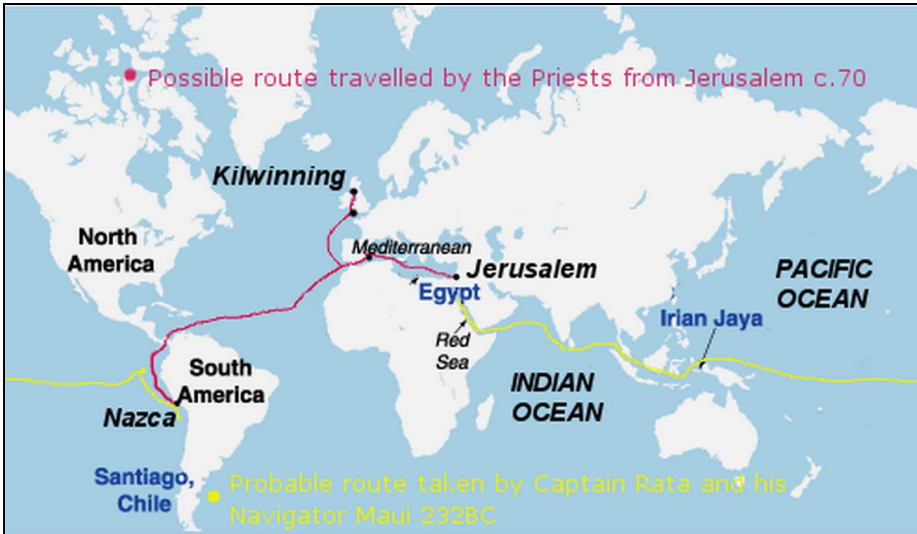 Possible route travelled by the Priests from Jerusalem c.70
Kilwinning
North
America
Mediterranean
Jerusalem
Egypt
PACIFIC
OCEAN
Irian Jaya
Red
Sea
South
America
INDIAN
OCEAN
Nazca
Santiago,
Chile
Probable route taken by Captain Rata and his
Navigator Maui 232BC